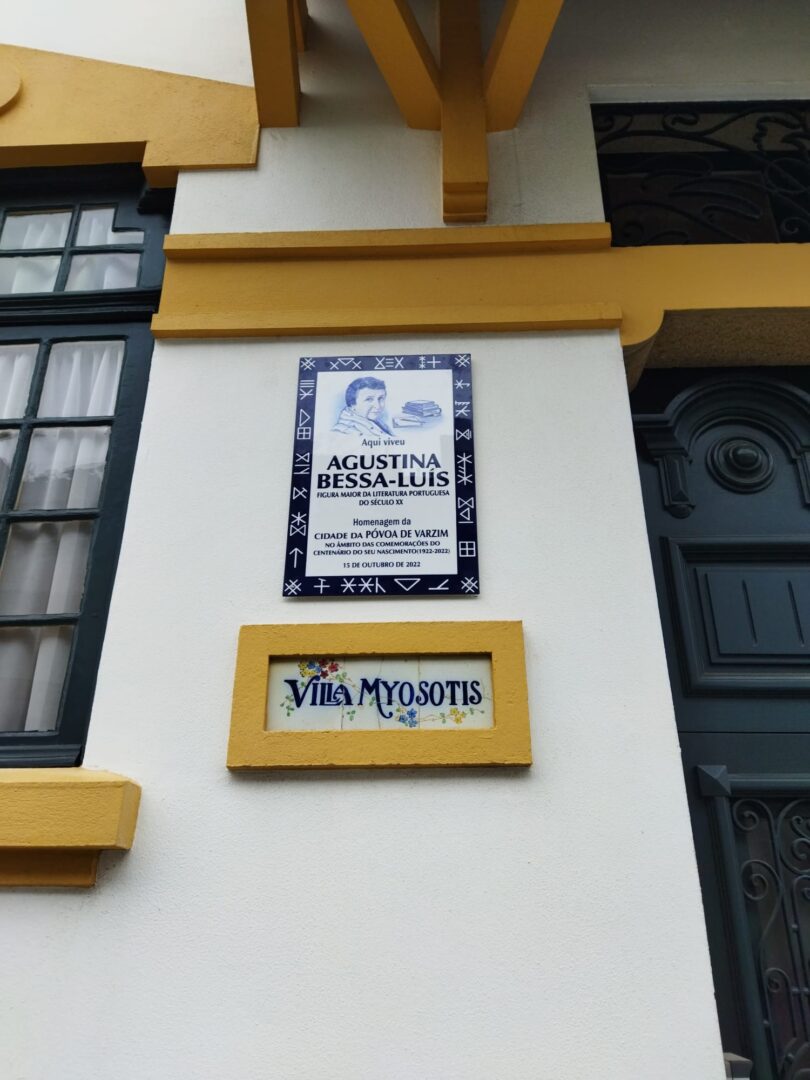 Aqui viveu
AGUSTINA
BESSA-LUÍS
FIGURA MAIOR DA LITERATURA PORTUGUESA
DO SÉCULO XX
Homenagem da
CIDADE DA PÓVOA DE VARZIM
NO ÂMBITO DAS COMEMORAÇÕES DO
CENTENÁRIO DO SEU NASCIMENTO(1922-2022)
15 DE OUTUBRO DE 2022
VILLA MYOSOTIS